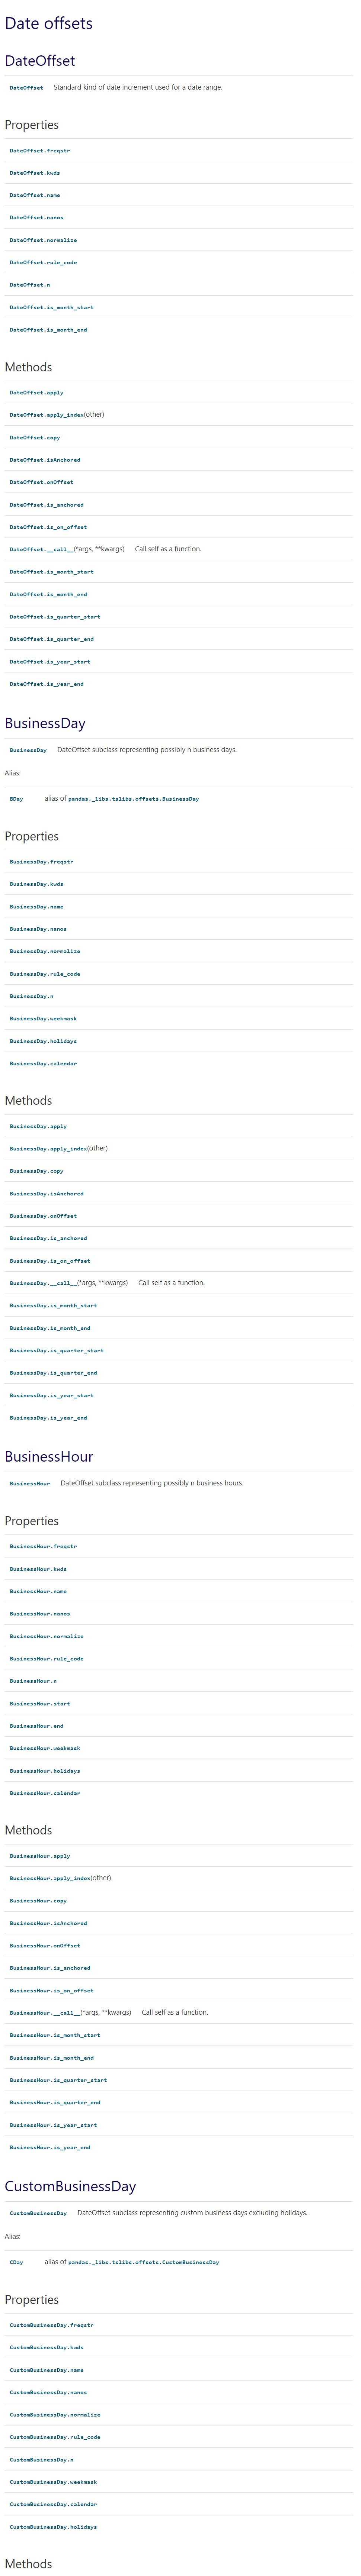 Date offsets
DateOffset
DateOffset Standard kind of date increment used for a date range.
Properties
DateOffset.freqstr
DateOffset.kwds
DateOffset.name
DateOffset.nanos
DateOffset.normalize
DateOffset.rule_code
DateOffset.n
DateOffset.is_month_start
DateOffset.is_month_end
Methods
DateOffset.apply
DateOffset.apply_index(other)
DateOffset.copy
DateOffset.isAnchored
DateOffset.onOffset
DateOffset.is_anchored
DateOffset.is_on_offset
DateOffset.__call__(*args, **kwargs) Call self as a function.
DateOffset.is_month_start
DateOffset.is_month_end
DateOffset.is_quarter_start
DateOffset.is_quarter_end
DateOffset.is_year_start
DateOffset.is_year_end
BusinessDay
BusinessDay DateOffset subclass representing possibly n business days.
Alias:
BDay alias of pandas._libs.tslibs.offsets.BusinessDay
Properties
BusinessDay.freqstr
BusinessDay.kwds
BusinessDay.name
BusinessDay.nanos
BusinessDay.normalize
BusinessDay.rule_code
BusinessDay.n
BusinessDay.weekmask
BusinessDay.holidays
BusinessDay.calendar
Methods
BusinessDay.apply
BusinessDay.apply_index(other)
BusinessDay.copy
BusinessDay.isAnchored
BusinessDay.onOffset
BusinessDay.is_anchored
BusinessDay.is_on_offset
BusinessDay.__call__(*args, **kwargs) Call self as a function.
BusinessDay.is_month_start
BusinessDay.is_month_end
BusinessDay.is_quarter_start
BusinessDay.is_quarter_end
BusinessDay.is_year_start
BusinessDay.is_year_end
BusinessHour
BusinessHour DateOffset subclass representing possibly n business hours.
Properties
BusinessHour.freqstr
BusinessHour.kwds
BusinessHour.name
BusinessHour.nanos
BusinessHour.normalize
BusinessHour.rule_code
BusinessHour.n
BusinessHour.start
BusinessHour.end
BusinessHour.weekmask
BusinessHour.holidays
BusinessHour.calendar
Methods
BusinessHour.apply
BusinessHour.apply_index(other)
BusinessHour.copy
BusinessHour.isAnchored
BusinessHour.onOffset
BusinessHour.is_anchored
BusinessHour.is_on_offset
BusinessHour.__call__(*args, **kwargs) Call self as a function.
BusinessHour.is_month_start
BusinessHour.is_month_end
BusinessHour.is_quarter_start
BusinessHour.is_quarter_end
BusinessHour.is_year_start
BusinessHour.is_year_end
CustomBusinessDay
CustomBusinessDay DateOffset subclass representing custom business days excluding holidays.
Alias:
CDay alias of pandas._libs.tslibs.offsets.CustomBusinessDay
Properties
CustomBusinessDay.freqstr
CustomBusinessDay.kwds
CustomBusinessDay.name
CustomBusinessDay.nanos
CustomBusinessDay.normalize
CustomBusinessDay.rule_code
CustomBusinessDay.n
CustomBusinessDay.weekmask
CustomBusinessDay.calendar
CustomBusinessDay.holidays
Methods